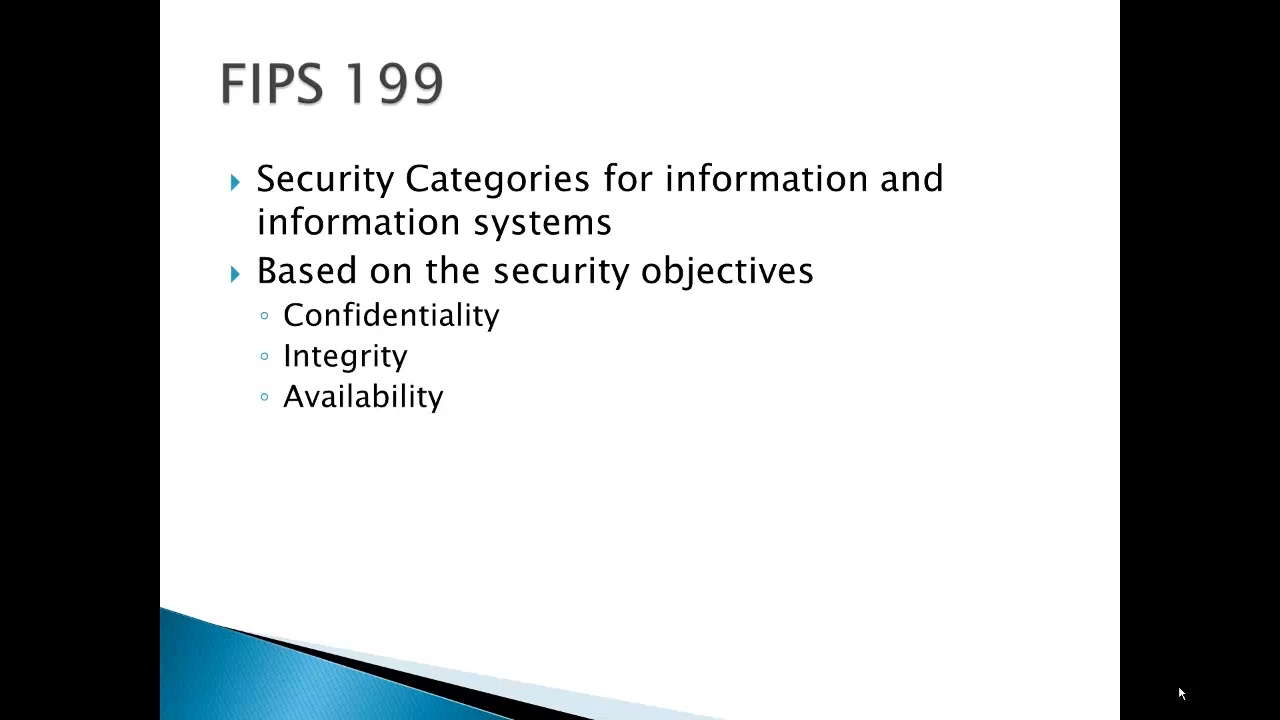 FIPS 199
Security Categories for information and
information systems
Based on the security objectives
Confidentiality
Integrity
Availability